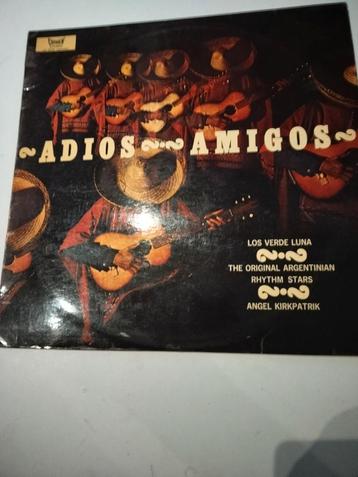 ~ADIOS~AMIGOS~
LOS VERDE LUNA
THE ORIGINAL ARGENTINIAN
RHYTHM STARS
ANGEL KIRKPATRIK